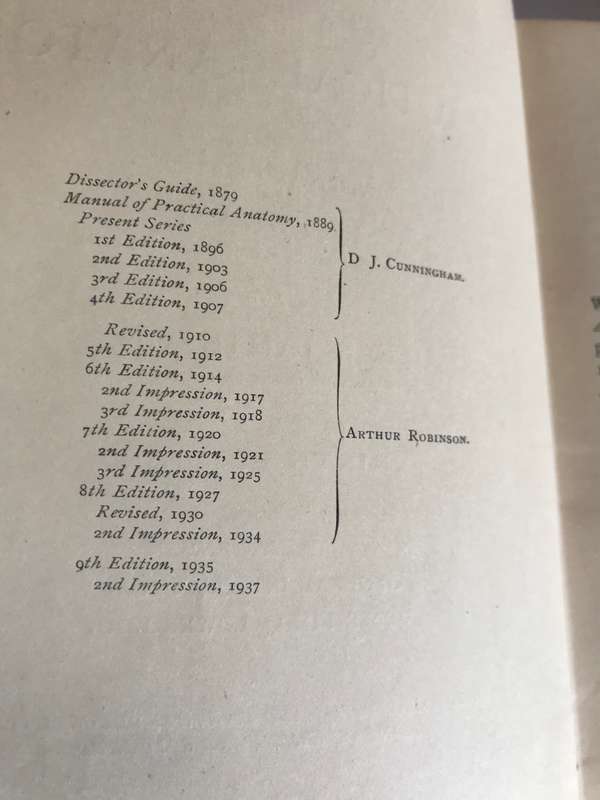 Dissector's Guide, 1879
Manual of Practical Anatomy, 1889
Present Series
1st Edition, 1896
2nd Edition, 1903
3rd Edition, 1906
4th Edition, 1907
D J. CUNNINGHAM.
Revised, 1910
5th Edition, 1912
6th Edition, 1914
2nd Impression, 1917
3rd Impression, 1918
7th Edition, 1920
2nd Impression, 1921
3rd Impression, 1925
8th Edition, 1927
Revised, 1930
2nd Impression, 1934
ARTHUR ROBINSON.
9th Edition, 1935
2nd Impression, 1937